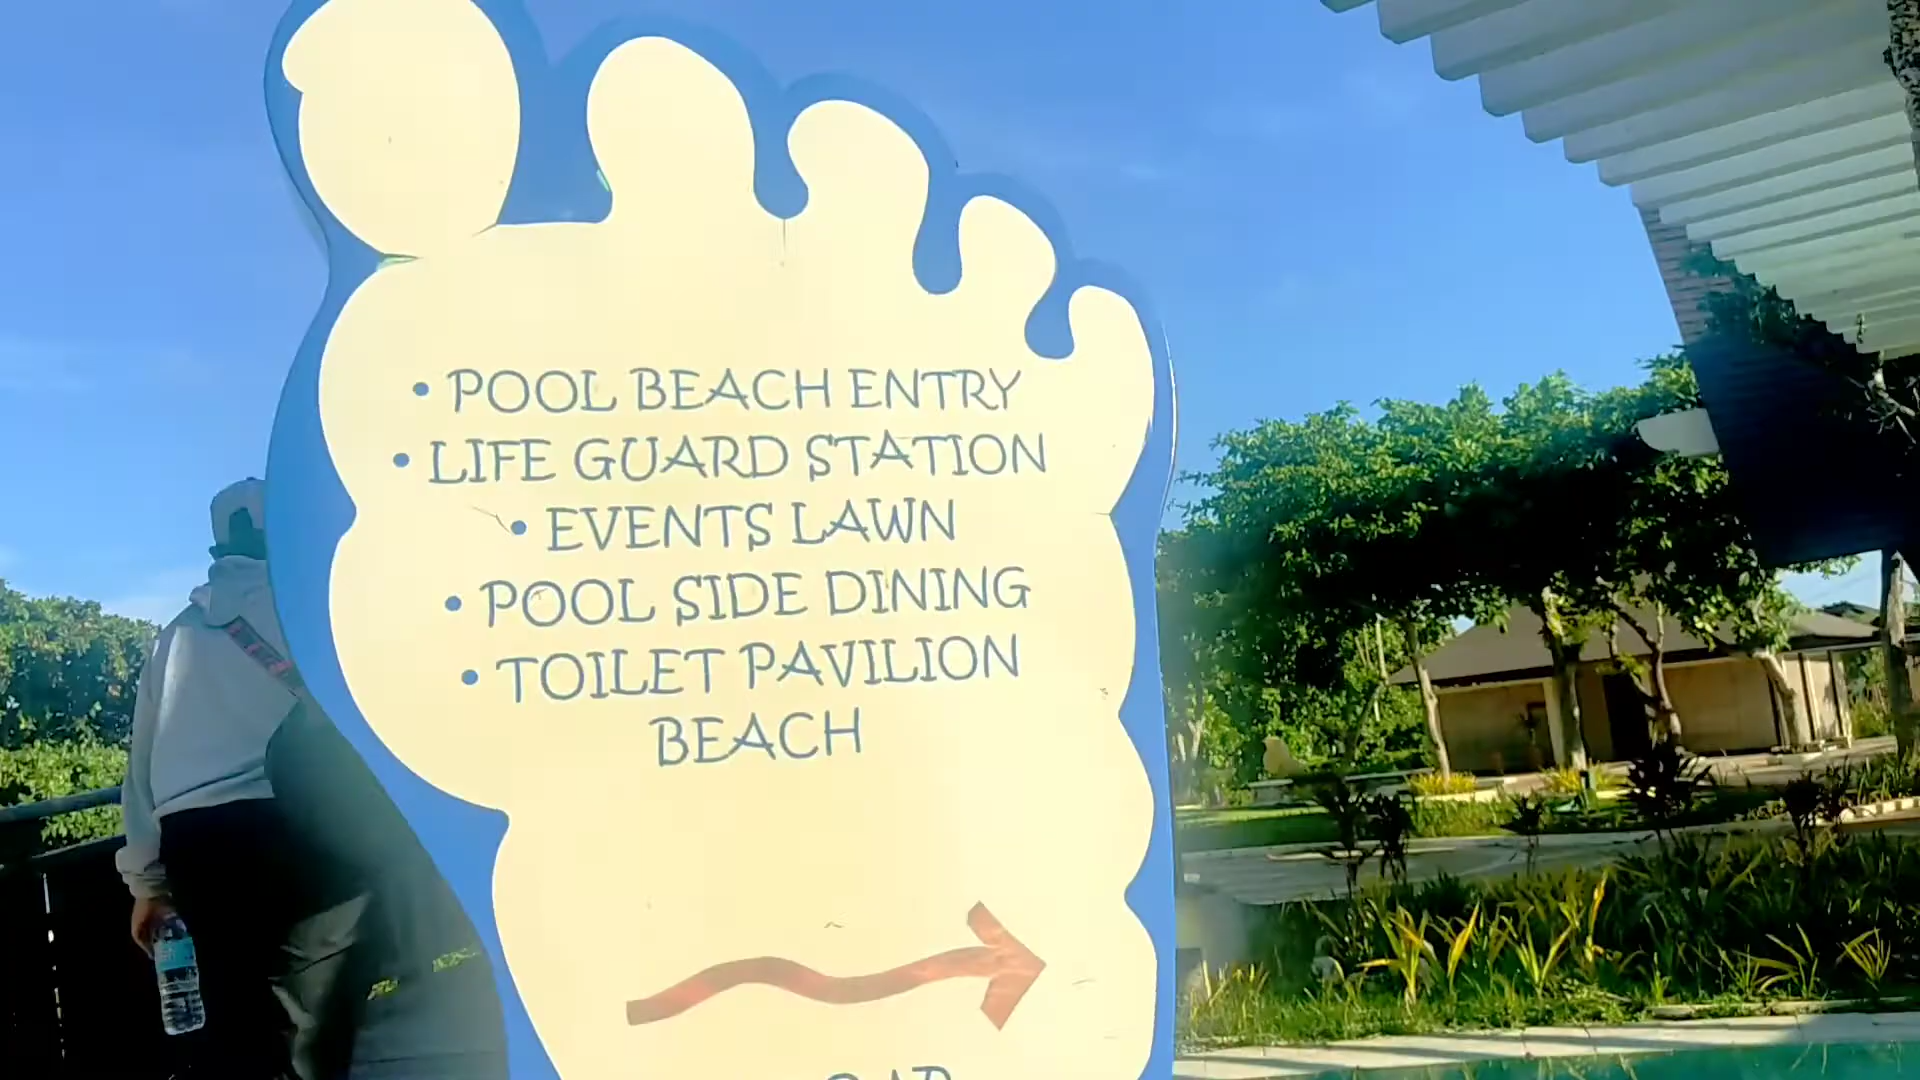 • POOL BEACH ENTRY
• LIFE GUARD STATION
• EVENTS LAWN
• POOL SIDE DINING
• TOILET PAVILION
BEACH